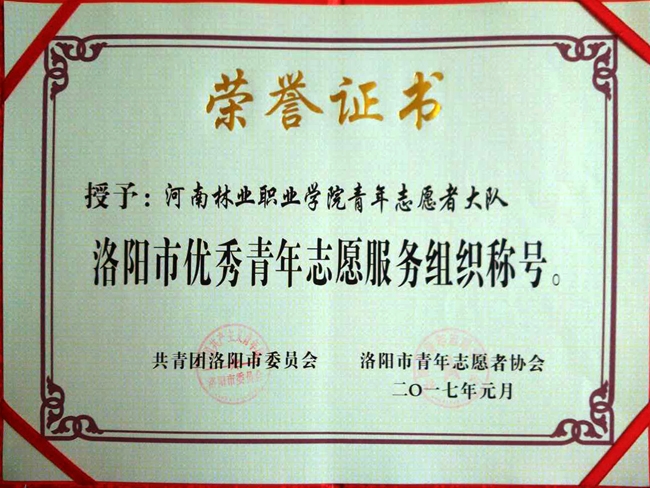 荣誉证书
授予：河南林业职业学院青年志愿者大队
洛阳市优秀青年志愿服务组织称号。
共青团洛阳市委员会 洛阳市青年志愿者协会
二〇一七年元月